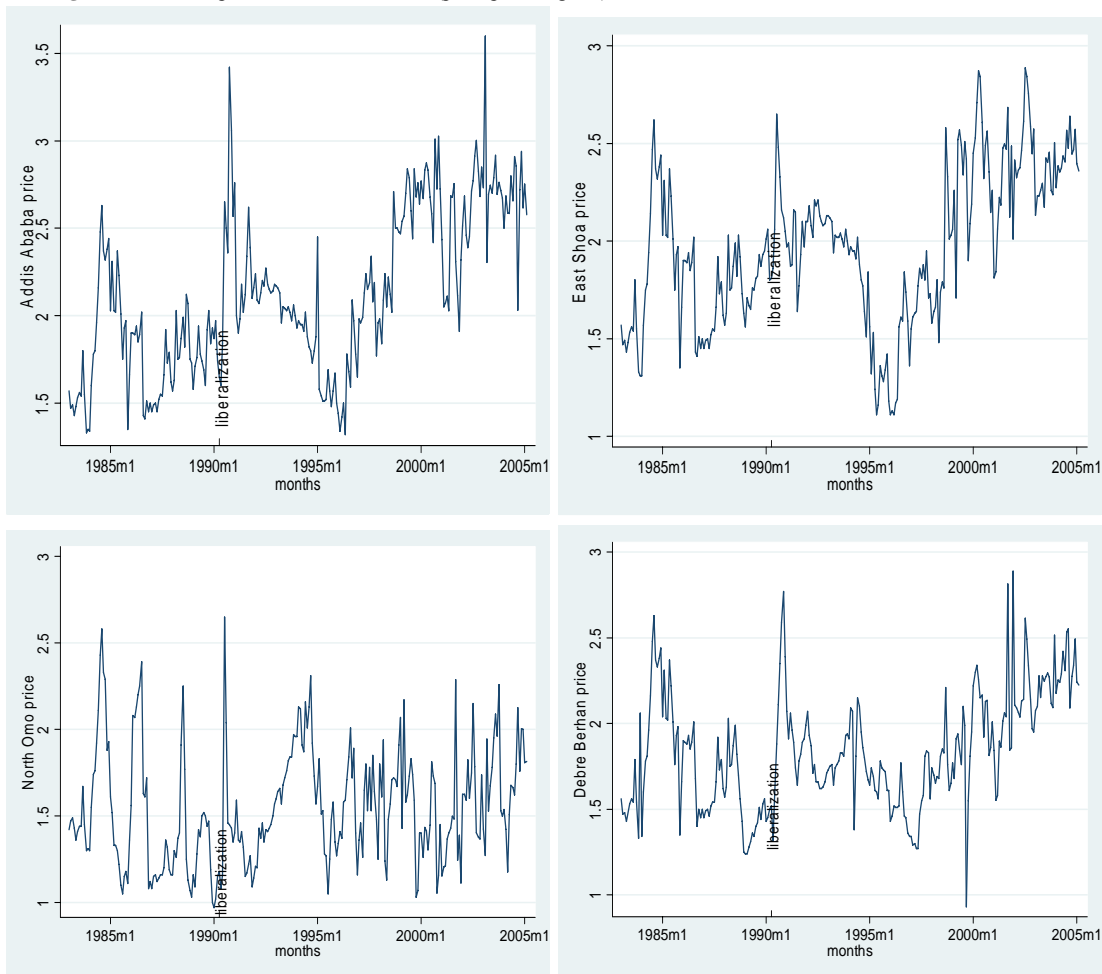 Addis Ababa price
3.5
3
2.5
2
1.5
liberalization
1985m1 1990m1 1995m1 2000m1 2005m1
months
East Shoa price
3
2.5
2
1.5
1
liberalization
1985m1 1990m1 1995m1 2000m1 2005m1
months
North Omo price
3
2.5
2
1.5
1
liberalization
1985m1 1990m1 1995m1 2000m1 2005m1
months
Debre Berhan price
3
2.5
2
1.5
1
liberalization
1985m1 1990m1 1995m1 2000m1 2005m1
months